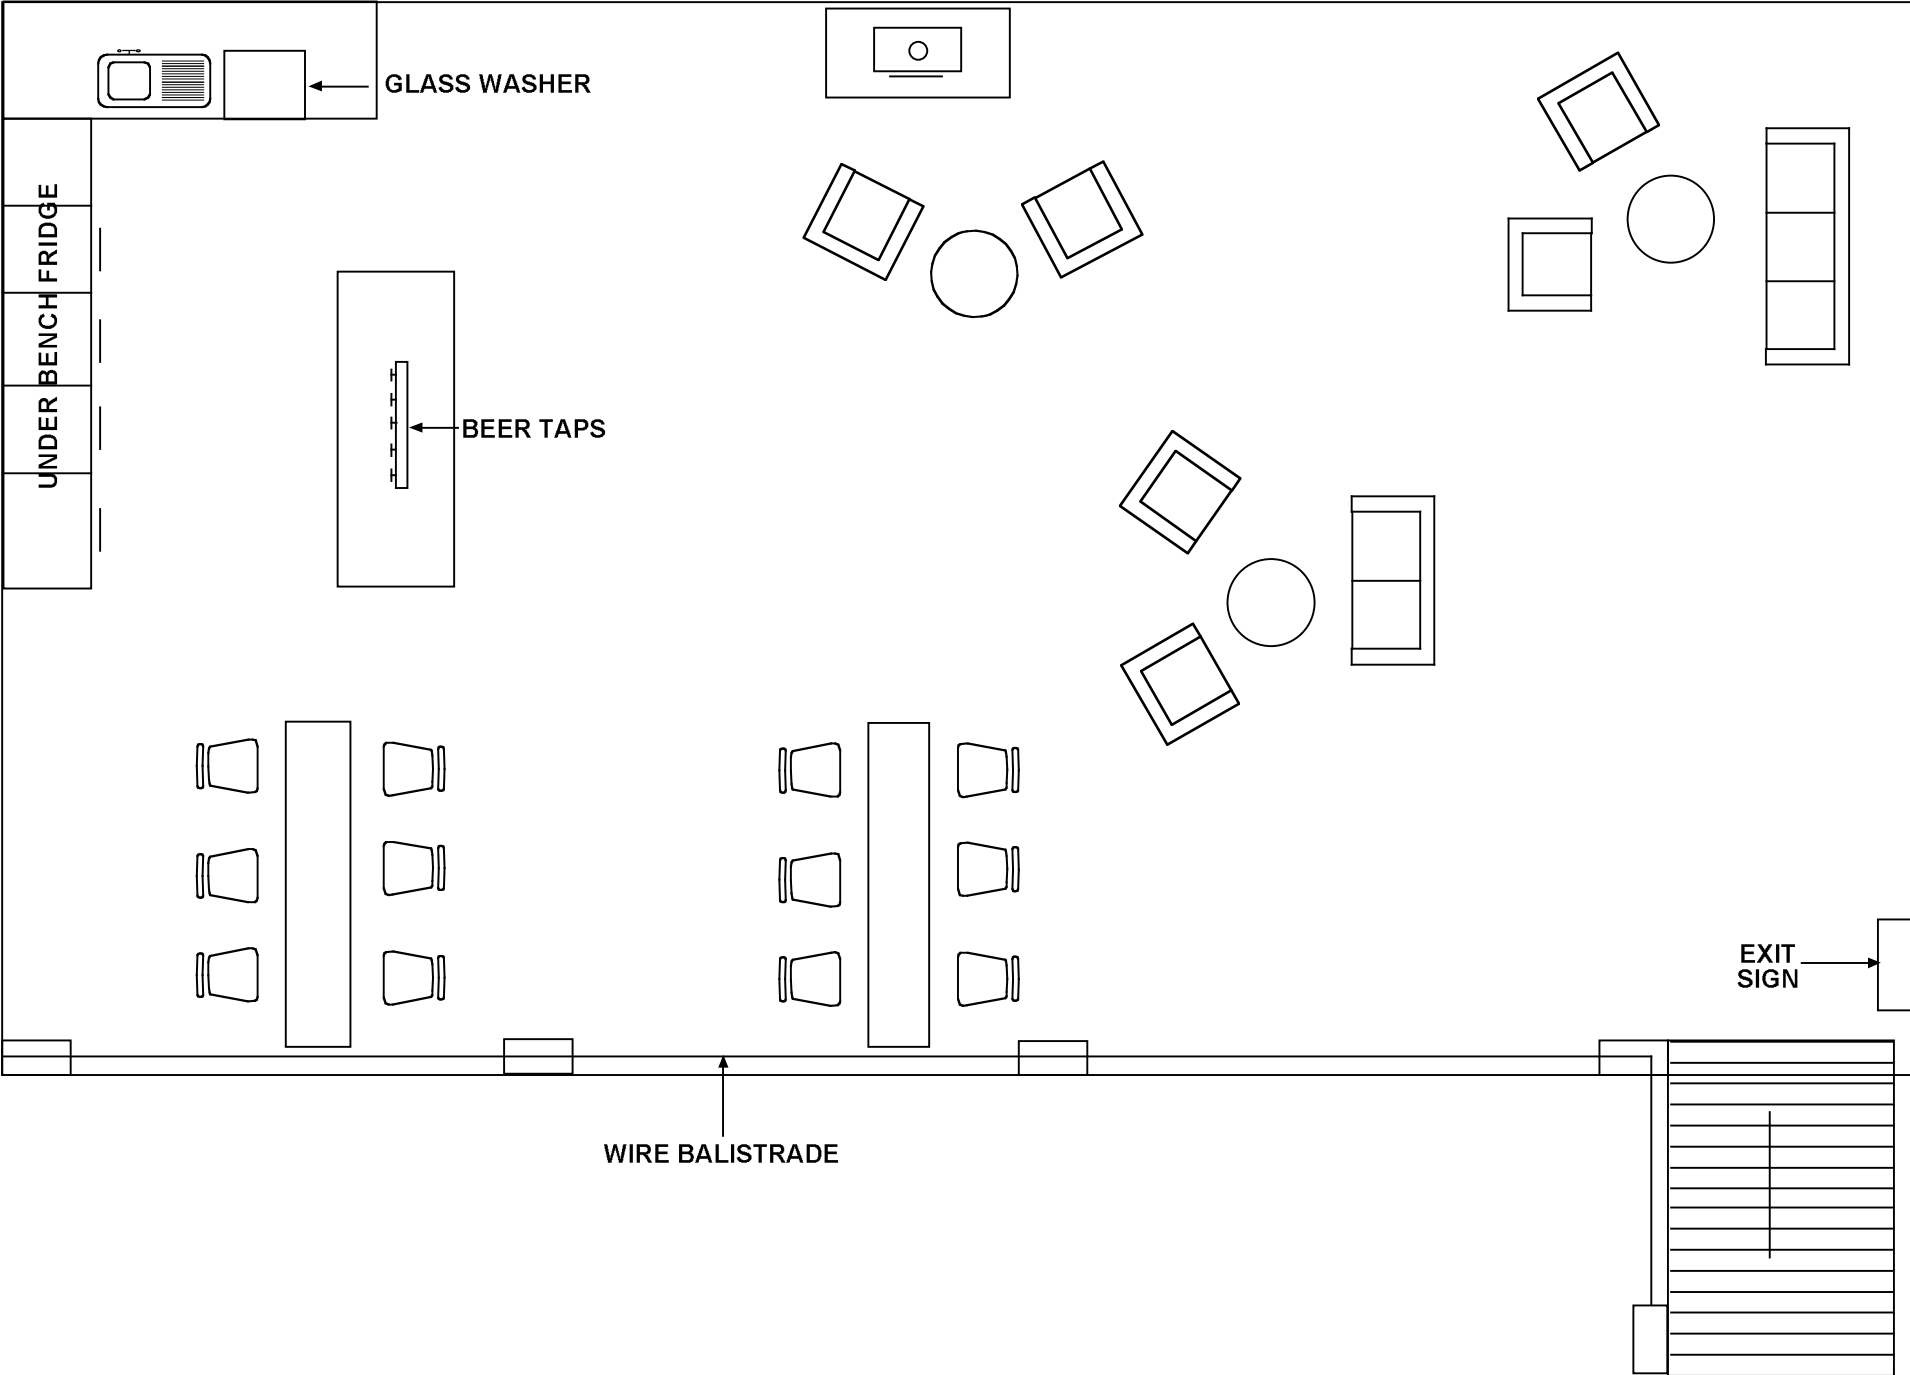 GLASS WASHER
UNDER BENCH FRIDGE
BEER TAPS
EXIT
SIGN
WIRE BALISTRADE